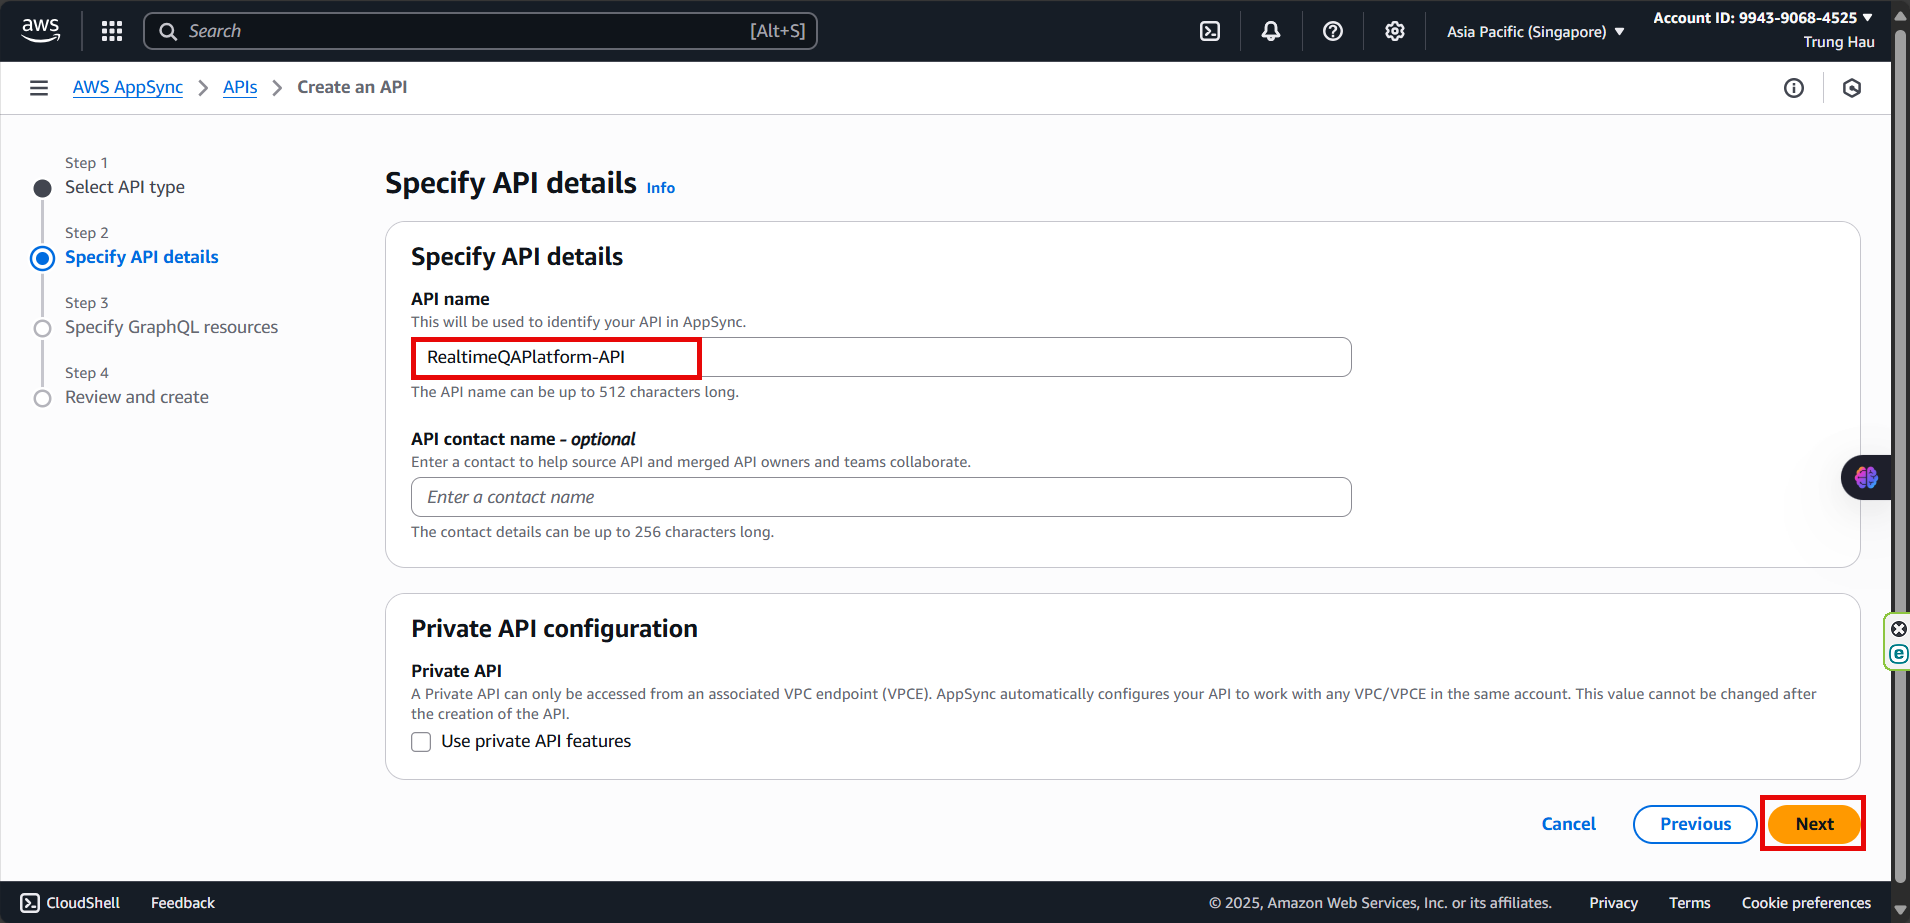 aws
Search
[Alt+S]
Asia Pacific (Singapore)
Account ID: 9943-9068-4525
Trung Hau
AWS AppSync
APIs
Create an API
Step 1
Select API type
Step 2
Specify API details
Step 3
Specify GraphQL resources
Step 4
Review and create
Specify API details Info
Specify API details
API name
This will be used to identify your API in AppSync.
RealtimeQAPlatform-API
The API name can be up to 512 characters long.
API contact name - optional
Enter a contact to help source API and merged API owners and teams collaborate.
Enter a contact name
The contact details can be up to 256 characters long.
Private API configuration
Private API
A Private API can only be accessed from an associated VPC endpoint (VPCE). AppSync automatically configures your API to work with any VPC/VPCE in the same account. This value cannot be changed after
the creation of the API.
Use private API features
Cancel
Previous
Next
CloudShell
Feedback
© 2025, Amazon Web Services, Inc. or its affiliates.
Privacy
Terms
Cookie preferences